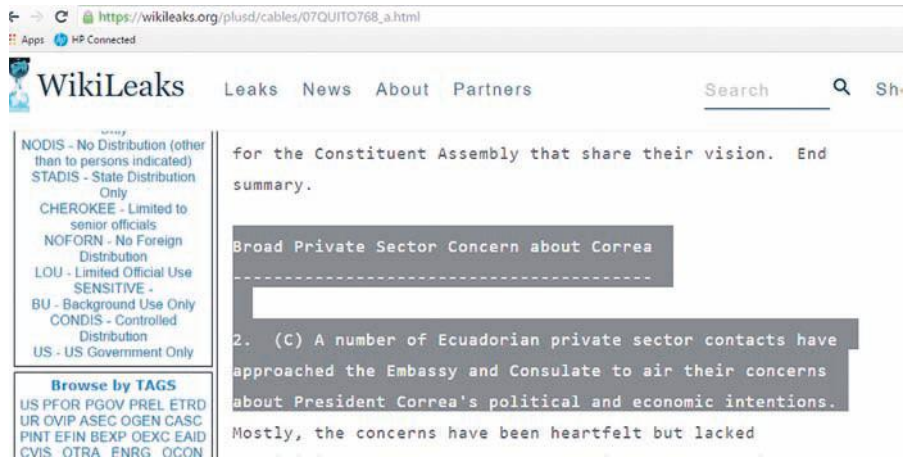 https://wikileaks.org/plusd/cables/07QUITO768_a.html
Apps HP Connected
WikiLeaks Leaks News About Partners Search
NODIS - No Distribution (other
than to persons indicated)
STADIS - State Distribution
Only
CHEROKEE - Limited to
senior officials
NOFORN - No Foreign
Distribution
LOU - Limited Official Use
SENSITIVE -
BU - Background Use Only
CONDIS - Controlled
Distribution
US - US Government Only
Browse by TAGS
US PFOR PGOV PREL ETRD
UR OVIP ASEC OGEN CASC
PINT EFIN BEXP OEXC EAID
CVIS OTRA ENRG OCON
for the Constituent Assembly that share their vision. End
summary.
Broad Private Sector Concern about Correa
-----------------------------------------
2. (C) A number of Ecuadorian private sector contacts have
approached the Embassy and Consulate to air their concerns
about President Correa's political and economic intentions.
Mostly, the concerns have been heartfelt but lacked